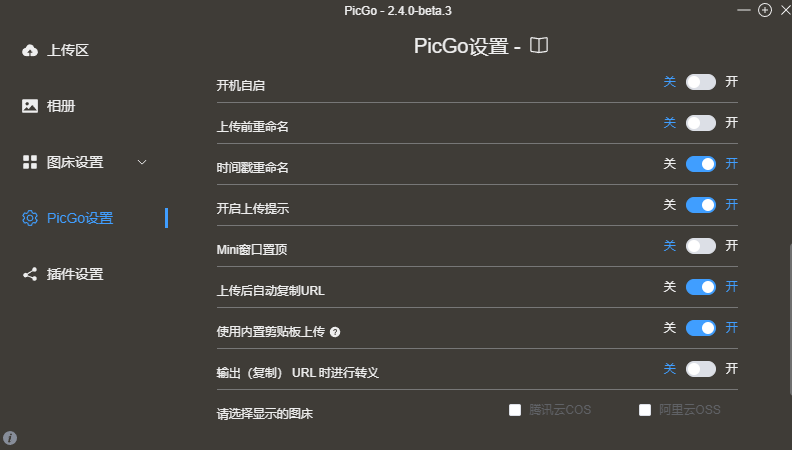 PicGo - 2.4.0-beta.3
上传区
相册
图床设置
PicGo设置
插件设置
PicGo设置 -
开机自启 关 开
上传前重命名 关 开
时间戳重命名 关 开
开启上传提示 关 开
Mini窗口置顶 关 开
上传后自动复制URL 关 开
使用内置剪贴板上传 关 开
输出（复制） URL 时进行转义 关 开
请选择显示的图床 腾讯云COS 阿里云OSS